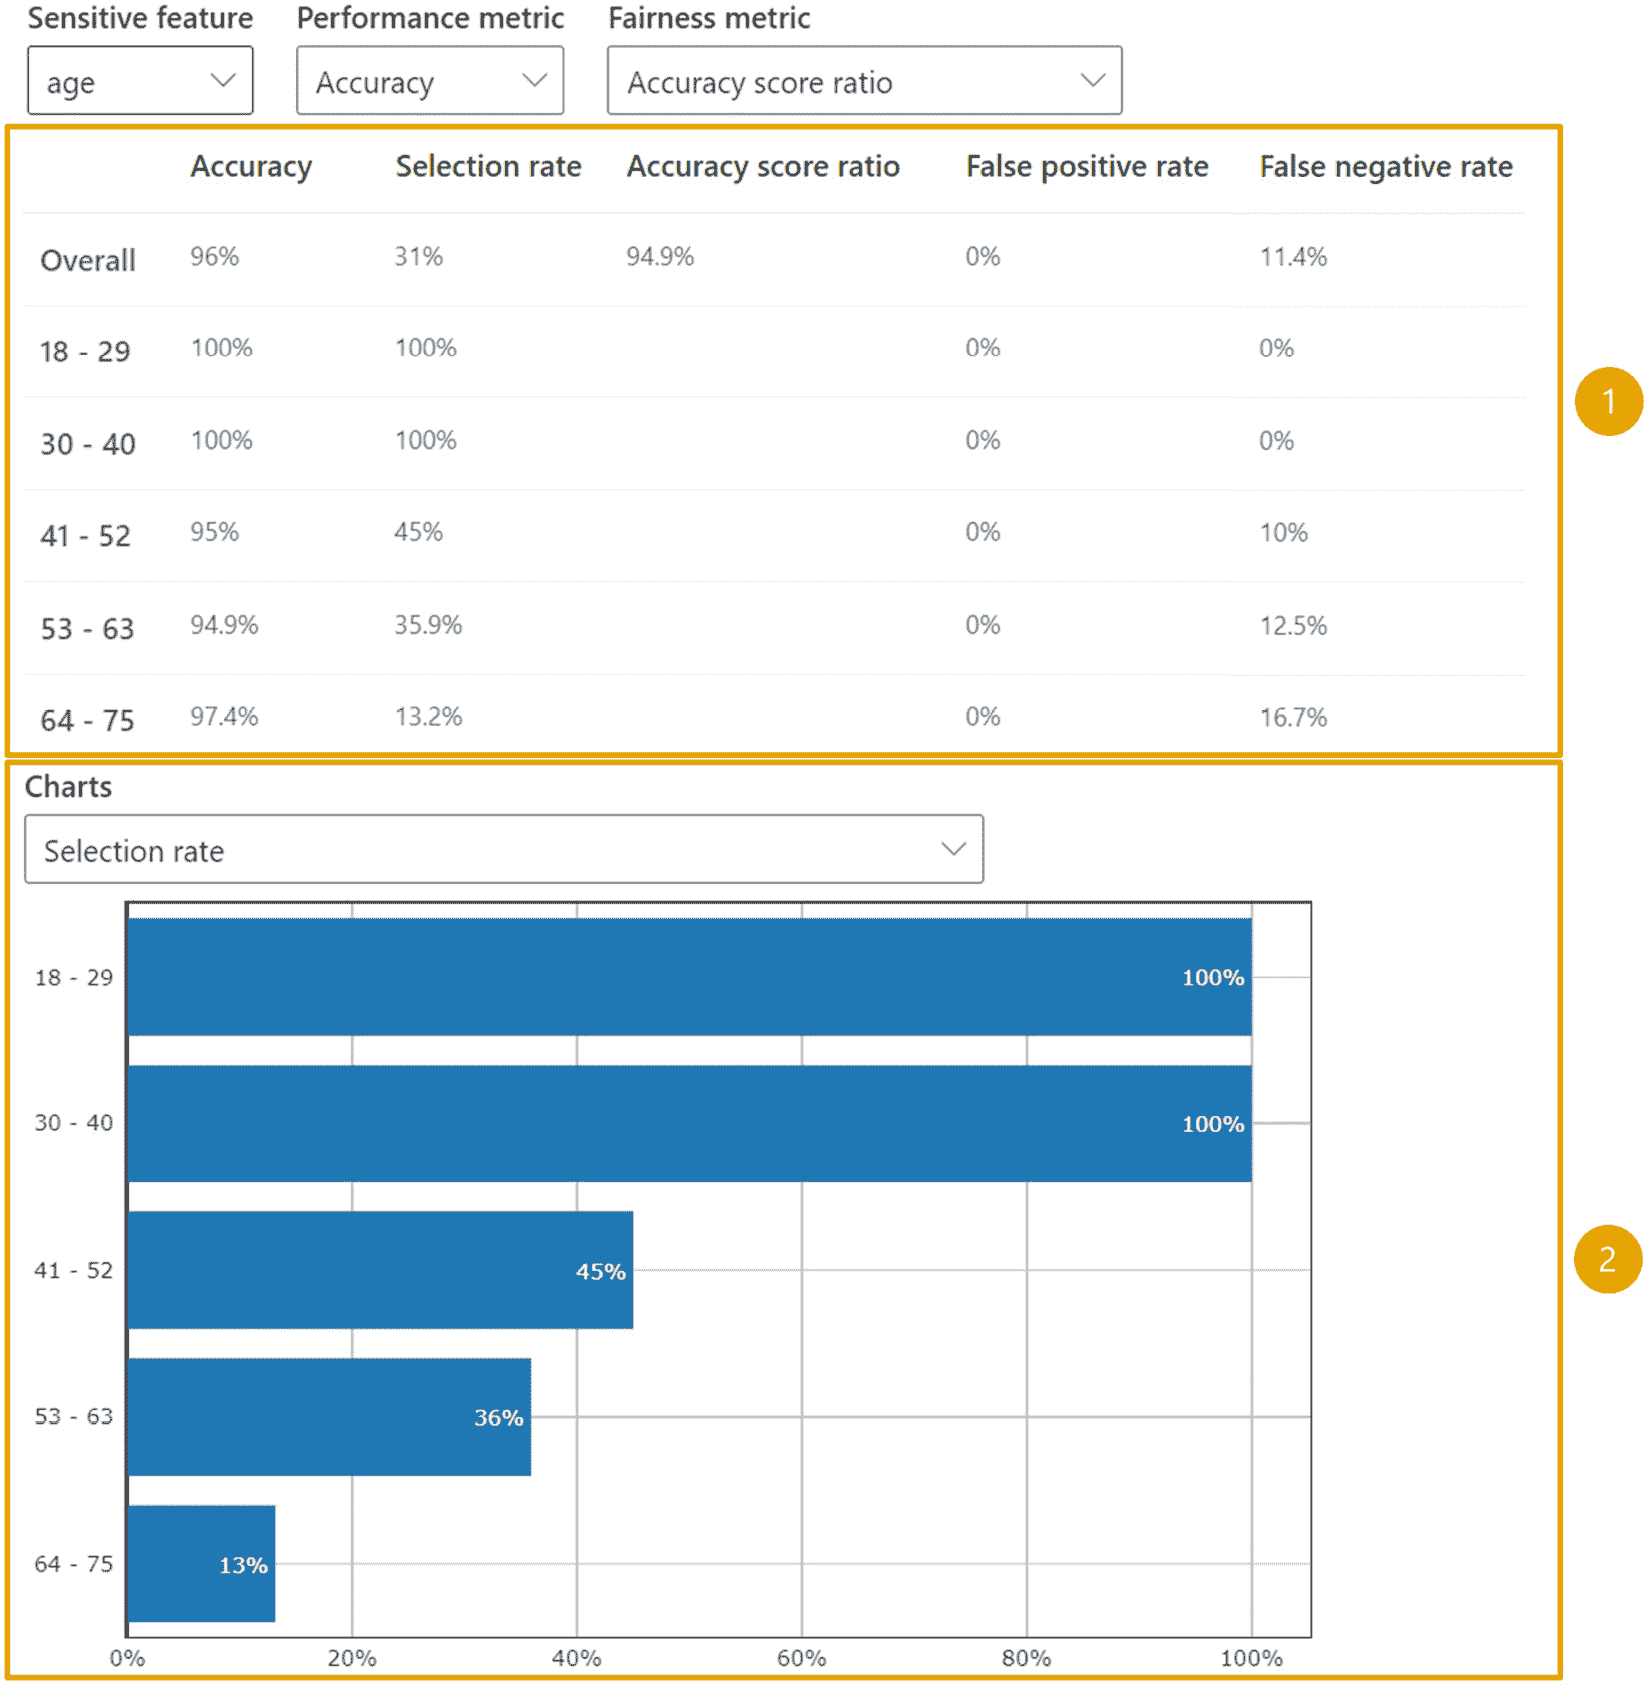 Sensitive feature Performance metric Fairness metric
age Accuracy Accuracy score ratio
Accuracy Selection rate Accuracy score ratio False positive rate False negative rate
Overall 96% 31% 94.9% 0% 11.4%
18 - 29 100% 100% 0% 0%
1
30 - 40 100% 100% 0% 0%
41 - 52 95% 45% 0% 10%
53 - 63 94.9% 35.9% 0% 12.5%
64 - 75 97.4% 13.2% 0% 16.7%
Charts
Selection rate
18 - 29 100%
30 - 40 100%
41 - 52 45%
2
53 - 63 36%
64 - 75 13%
0% 20% 40% 60% 80% 100%